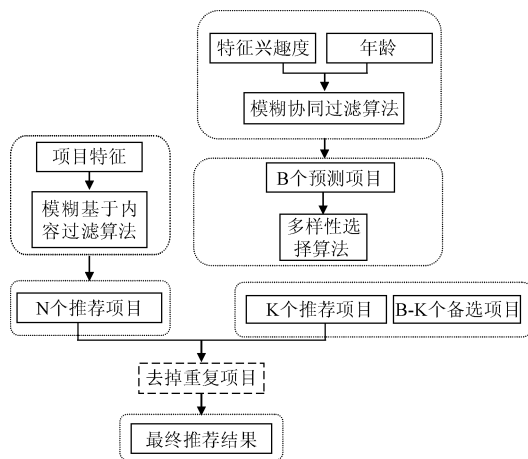 特征兴趣度
年龄
模糊协同过滤算法
项目特征
模糊基于内
容过滤算法
B个预测项目
多样性选
择算法
N个推荐项目
K个推荐项目
B-K个备选项目
去掉重复项目
最终推荐结果